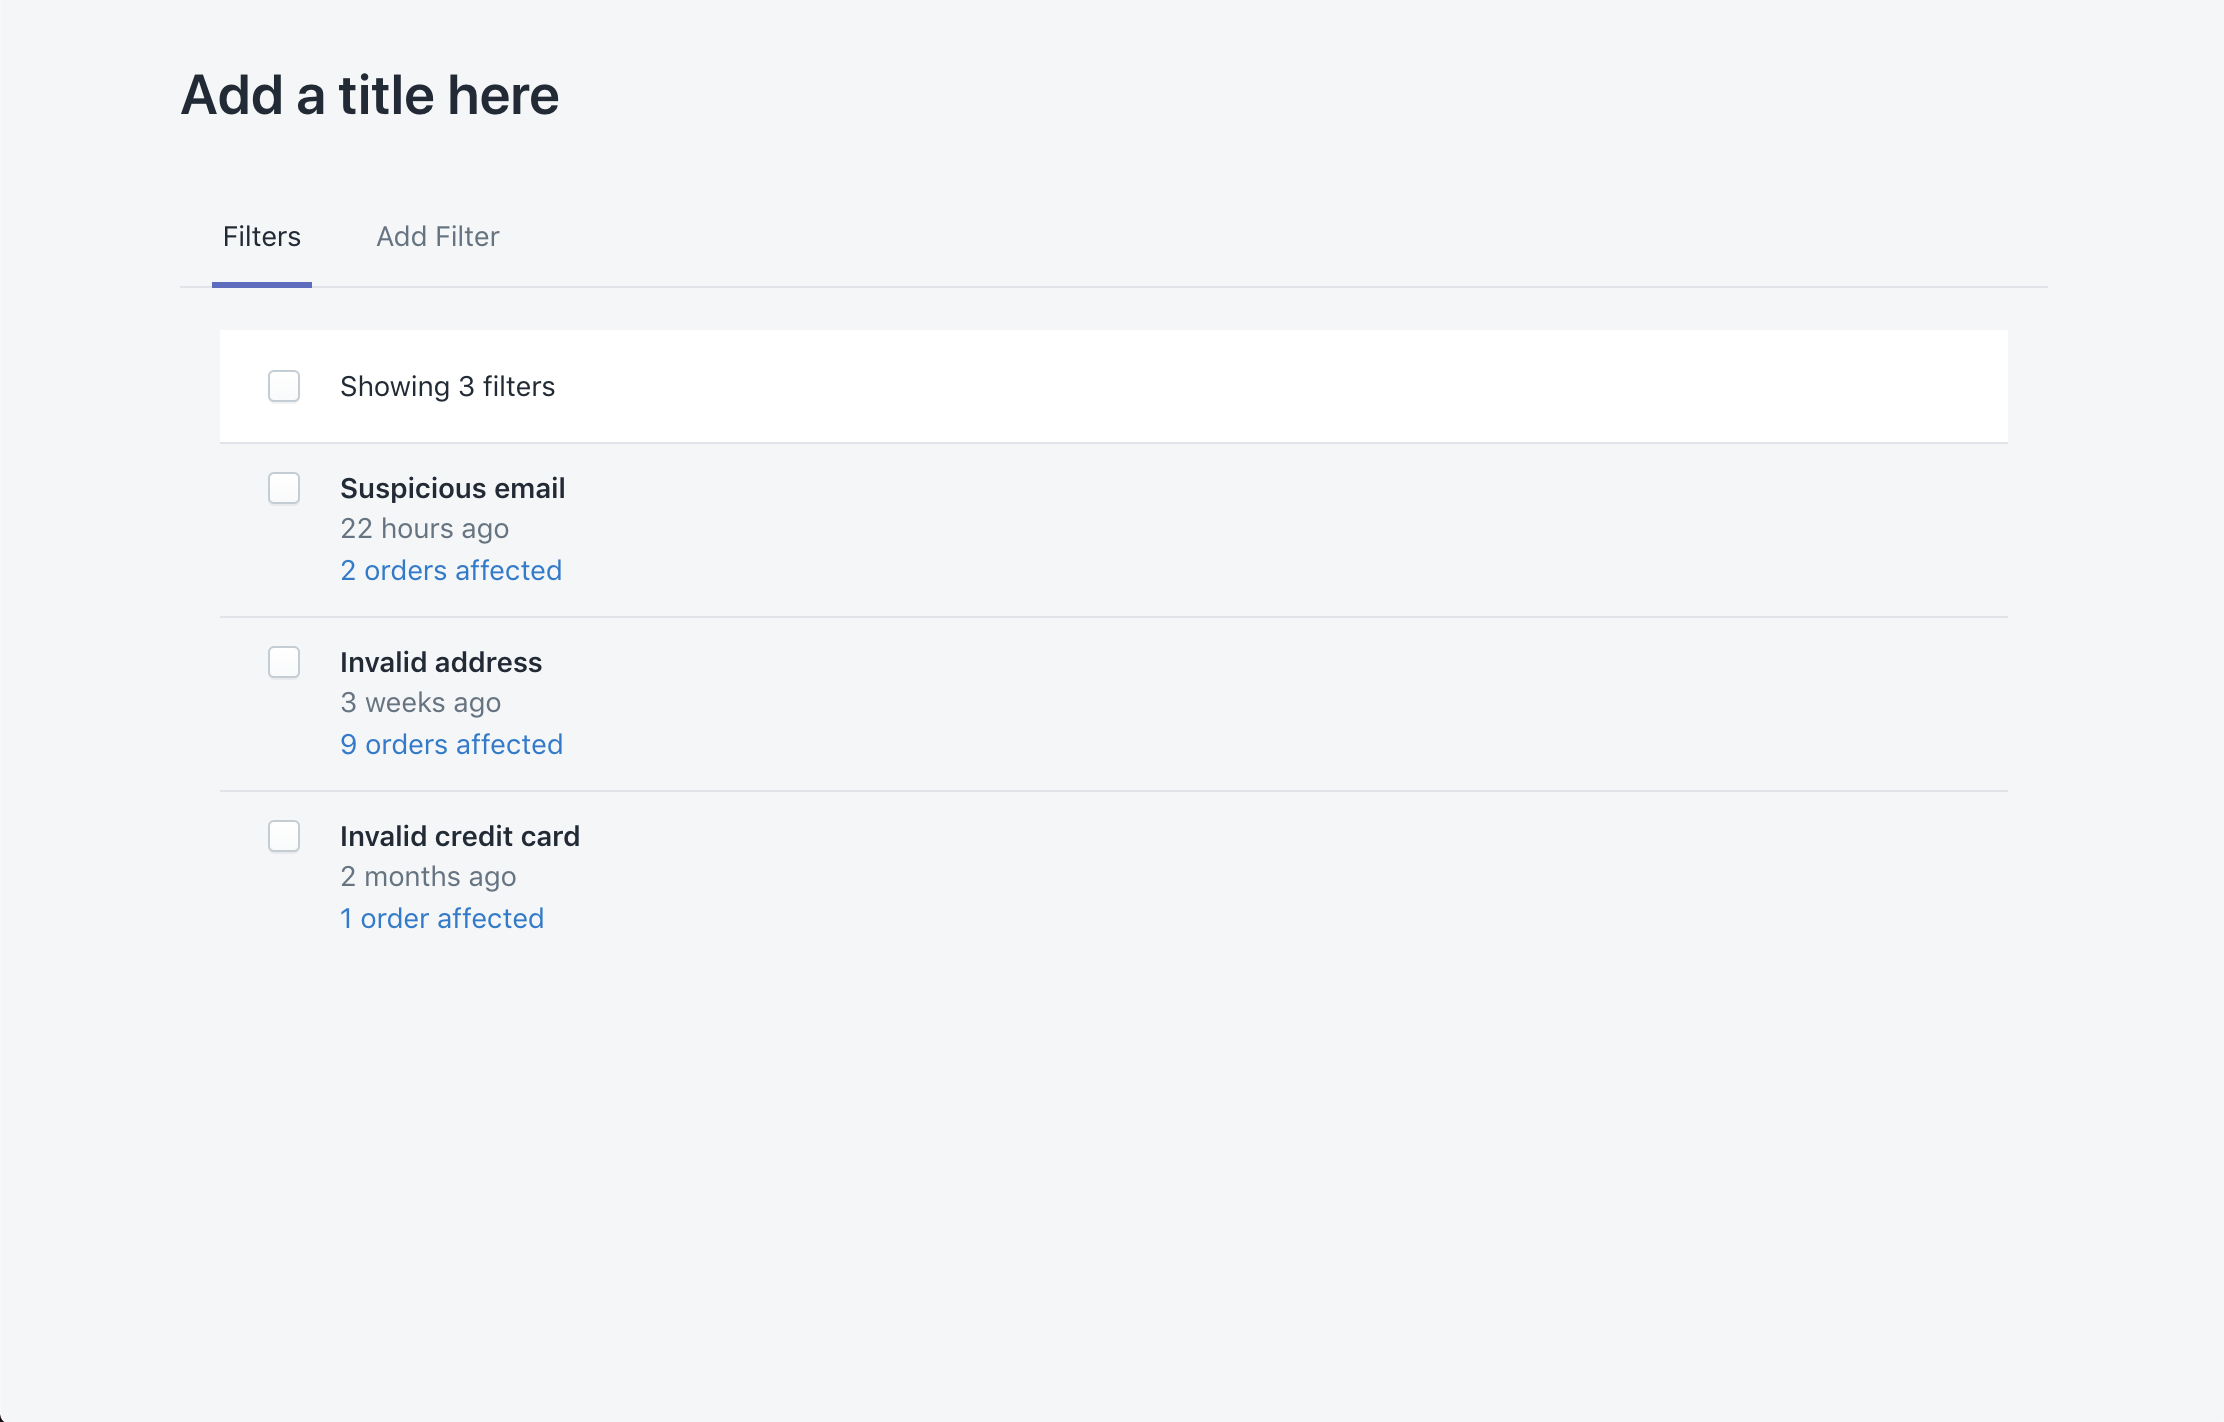 Add a title here
Filters
Add Filter
Showing 3 filters
Suspicious email
22 hours ago
2 orders affected
Invalid address
3 weeks ago
9 orders affected
Invalid credit card
2 months ago
1 order affected